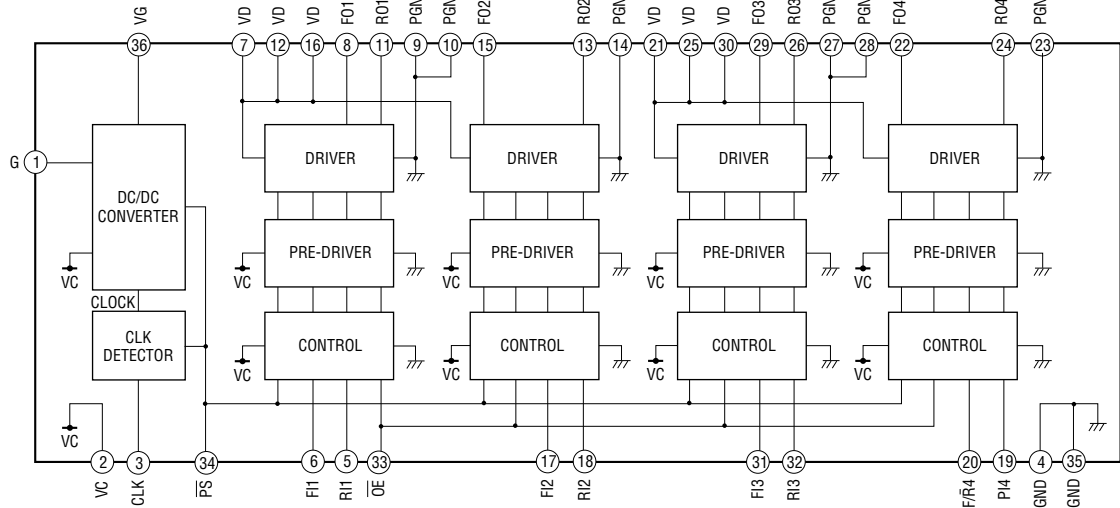 VG VD VD VD FO1 RO1 PGN PGN FO2 RO2 PGN VD VD VD FO3 RO3 PGN PGN FO4 RO4 PGN
36 7 12 16 8 11 9 10 15 13 14 21 25 30 29 26 27 28 22 24 23
G 1
DC/DC
CONVERTER
DRIVER DRIVER DRIVER DRIVER
PRE-DRIVER PRE-DRIVER PRE-DRIVER PRE-DRIVER
VC VC VC VC VC
CLOCK
CLK
DETECTOR
CONTROL CONTROL CONTROL CONTROL
VC VC VC VC
VC
2 3 34 6 5 33 17 18 31 32 20 19 4 35
VC CLK P̅S̅ FI1 RI1 O̅E̅ FI2 RI2 FI3 RI3 F/R̅4 PI4 GND GND